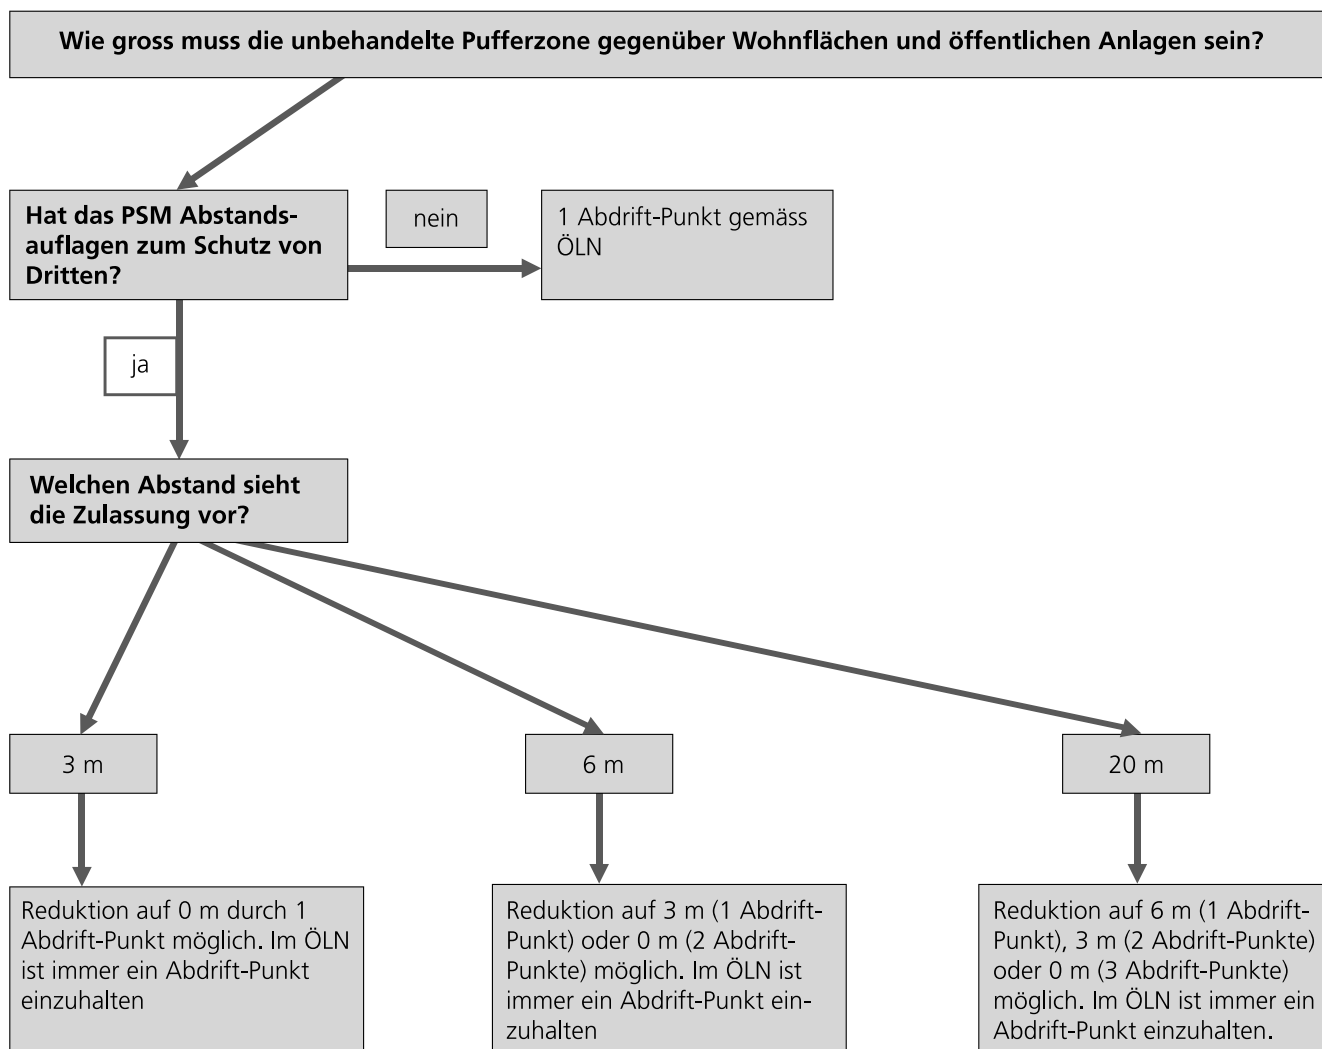 Wie gross muss die unbehandelte Pufferzone gegenüber Wohnflächen und öffentlichen Anlagen sein?
Hat das PSM Abstands-
auflagen zum Schutz von
Dritten?
nein
1 Abdrift-Punkt gemäss
ÖLN
ja
Welchen Abstand sieht
die Zulassung vor?
3 m
6 m
20 m
Reduktion auf 0 m durch 1
Abdrift-Punkt möglich. Im ÖLN
ist immer ein Abdrift-Punkt
einzuhalten
Reduktion auf 3 m (1 Abdrift-
Punkt) oder 0 m (2 Abdrift-
Punkte) möglich. Im ÖLN ist
immer ein Abdrift-Punkt ein-
zuhalten
Reduktion auf 6 m (1 Abdrift-
Punkt), 3 m (2 Abdrift-Punkte)
oder 0 m (3 Abdrift-Punkte)
möglich. Im ÖLN ist immer ein
Abdrift-Punkt einzuhalten.